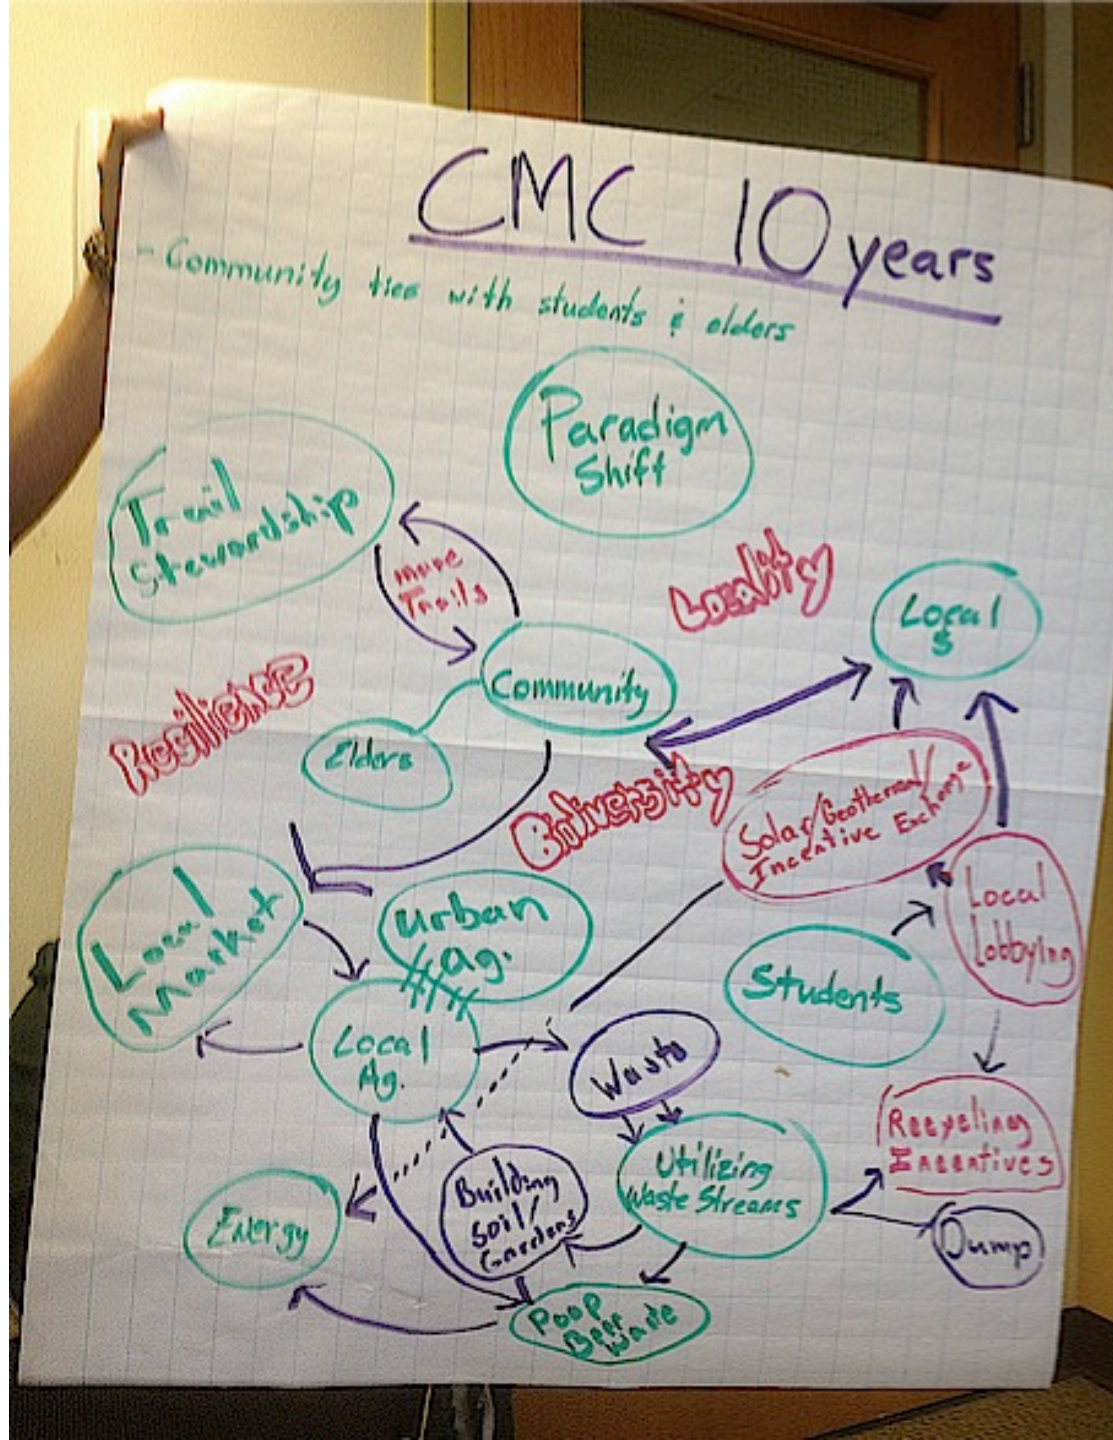 CMC 10 years
- Community ties with students & elders
Paradigm
Shift
Trail
Stewardship
more
Trails
Locality
Local
$
Community
Resilience
Elders
Solar/Geothermal/
Incentive Exchange
Local
Market
Urban
Ag.
Local
Lobbying
Students
Local
Ag.
Waste
Recycling
Incentives
Utilizing
Waste Streams
Building
Soil/
Gardens
Energy
Dump
Poop
Beer
Waste